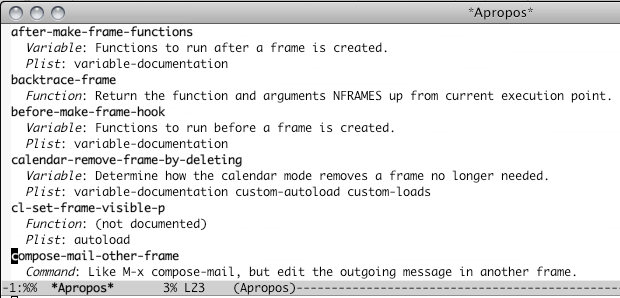 *Apropos*
after-make-frame-functions
Variable: Functions to run after a frame is created.
Plist: variable-documentation
backtrace-frame
Function: Return the function and arguments NFRAMES up from current execution point.
before-make-frame-hook
Variable: Functions to run before a frame is created.
Plist: variable-documentation
calendar-remove-frame-by-deleting
Variable: Determine how the calendar mode removes a frame no longer needed.
Plist: variable-documentation custom-autoload custom-loads
cl-set-frame-visible-p
Function: (not documented)
Plist: autoload
compose-mail-other-frame
Command: Like M-x compose-mail, but edit the outgoing message in another frame.
-1:%% *Apropos* 3% L23 (Apropos)--------------------------------------------